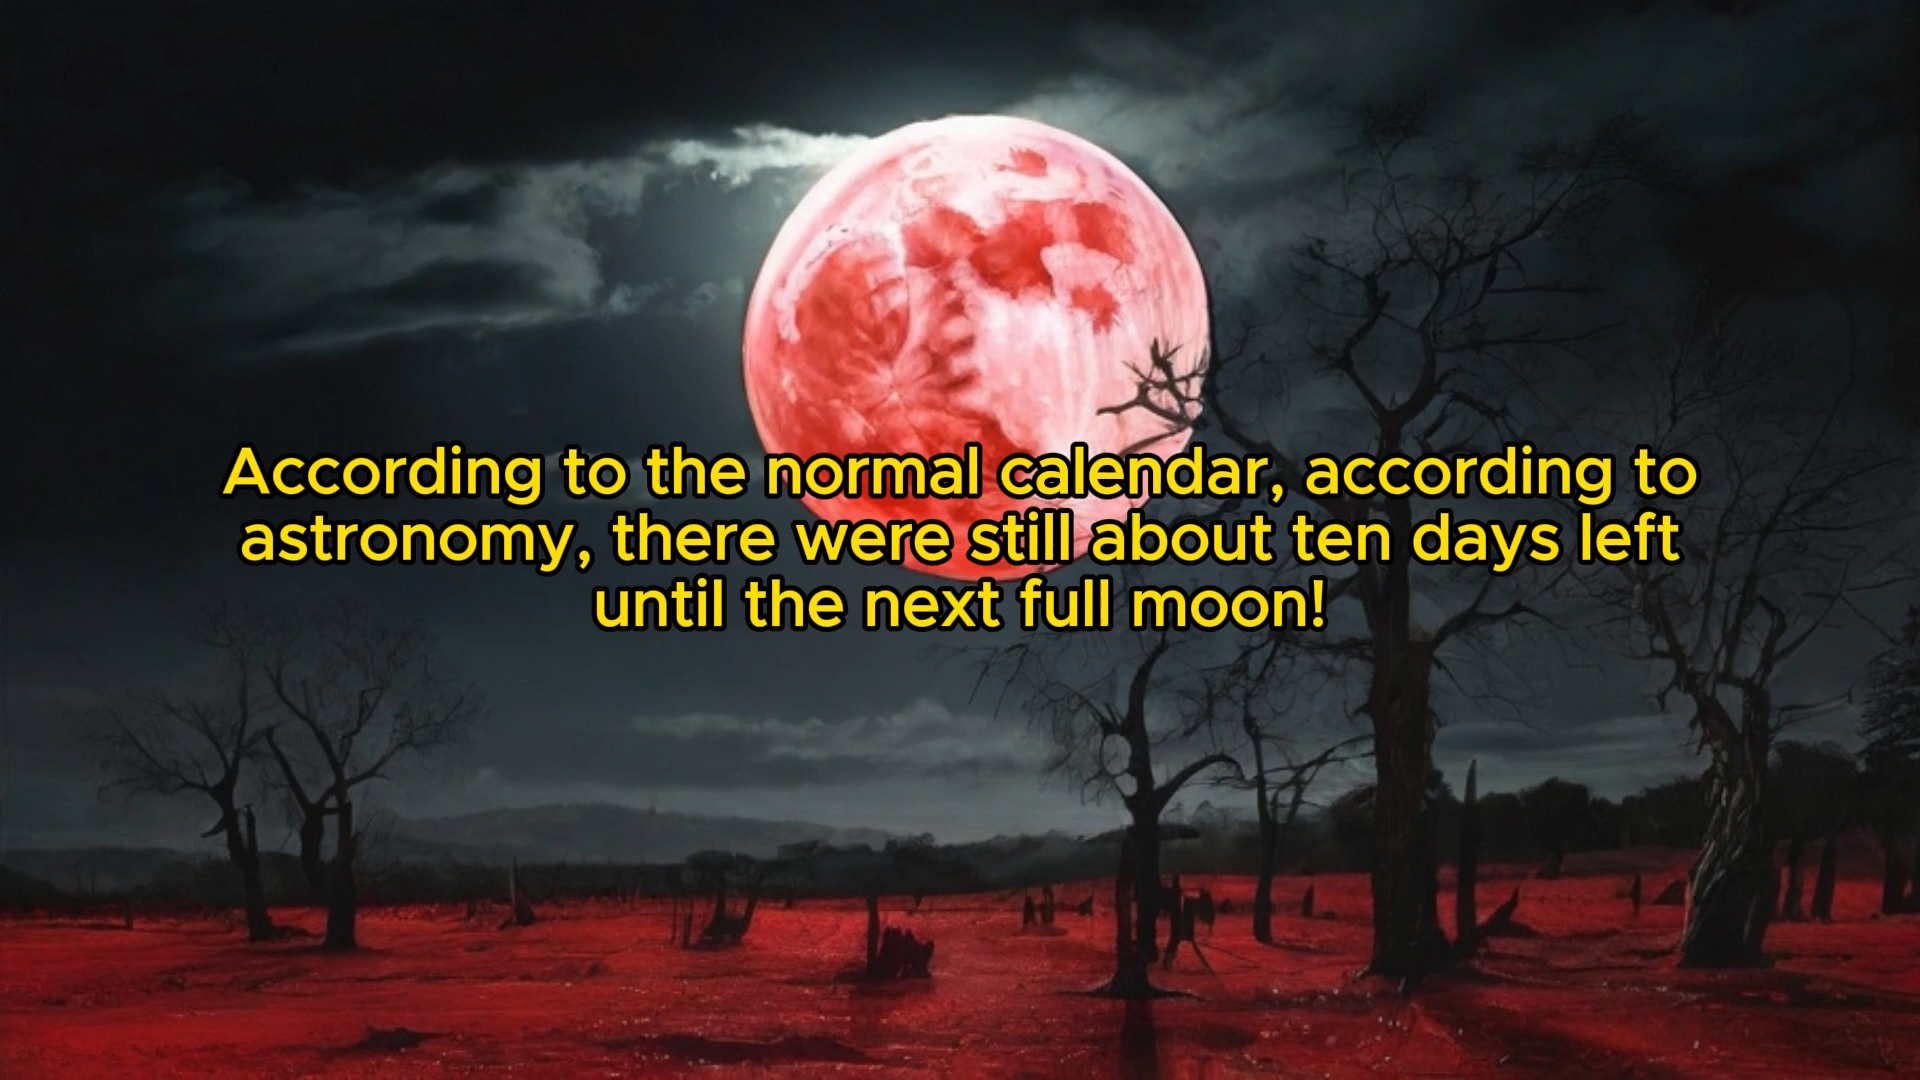 According to the normal calendar, according to
astronomy, there were still about ten days left
until the next full moon!